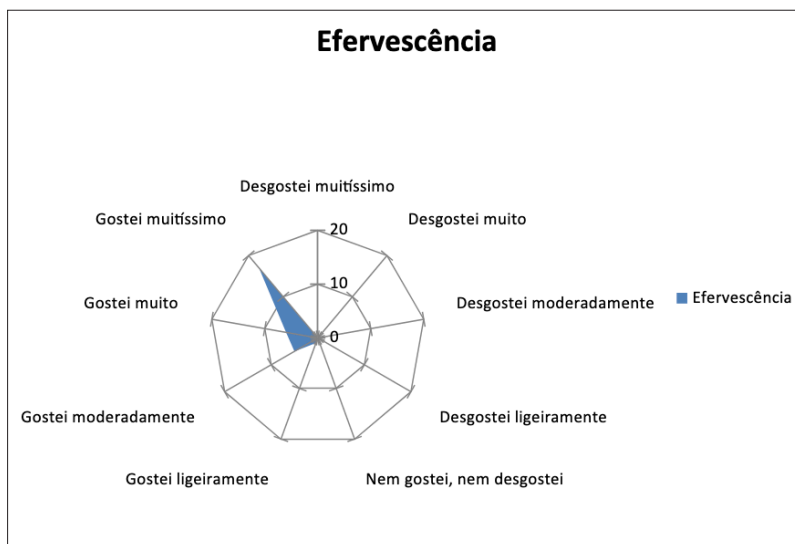 Efervescência
Desgostei muitíssimo
Gostei muitíssimo
Desgostei muito
20
10
0
Gostei muito
Desgostei moderadamente
Efervescência
Gostei moderadamente
Desgostei ligeiramente
Gostei ligeiramente
Nem gostei, nem desgostei